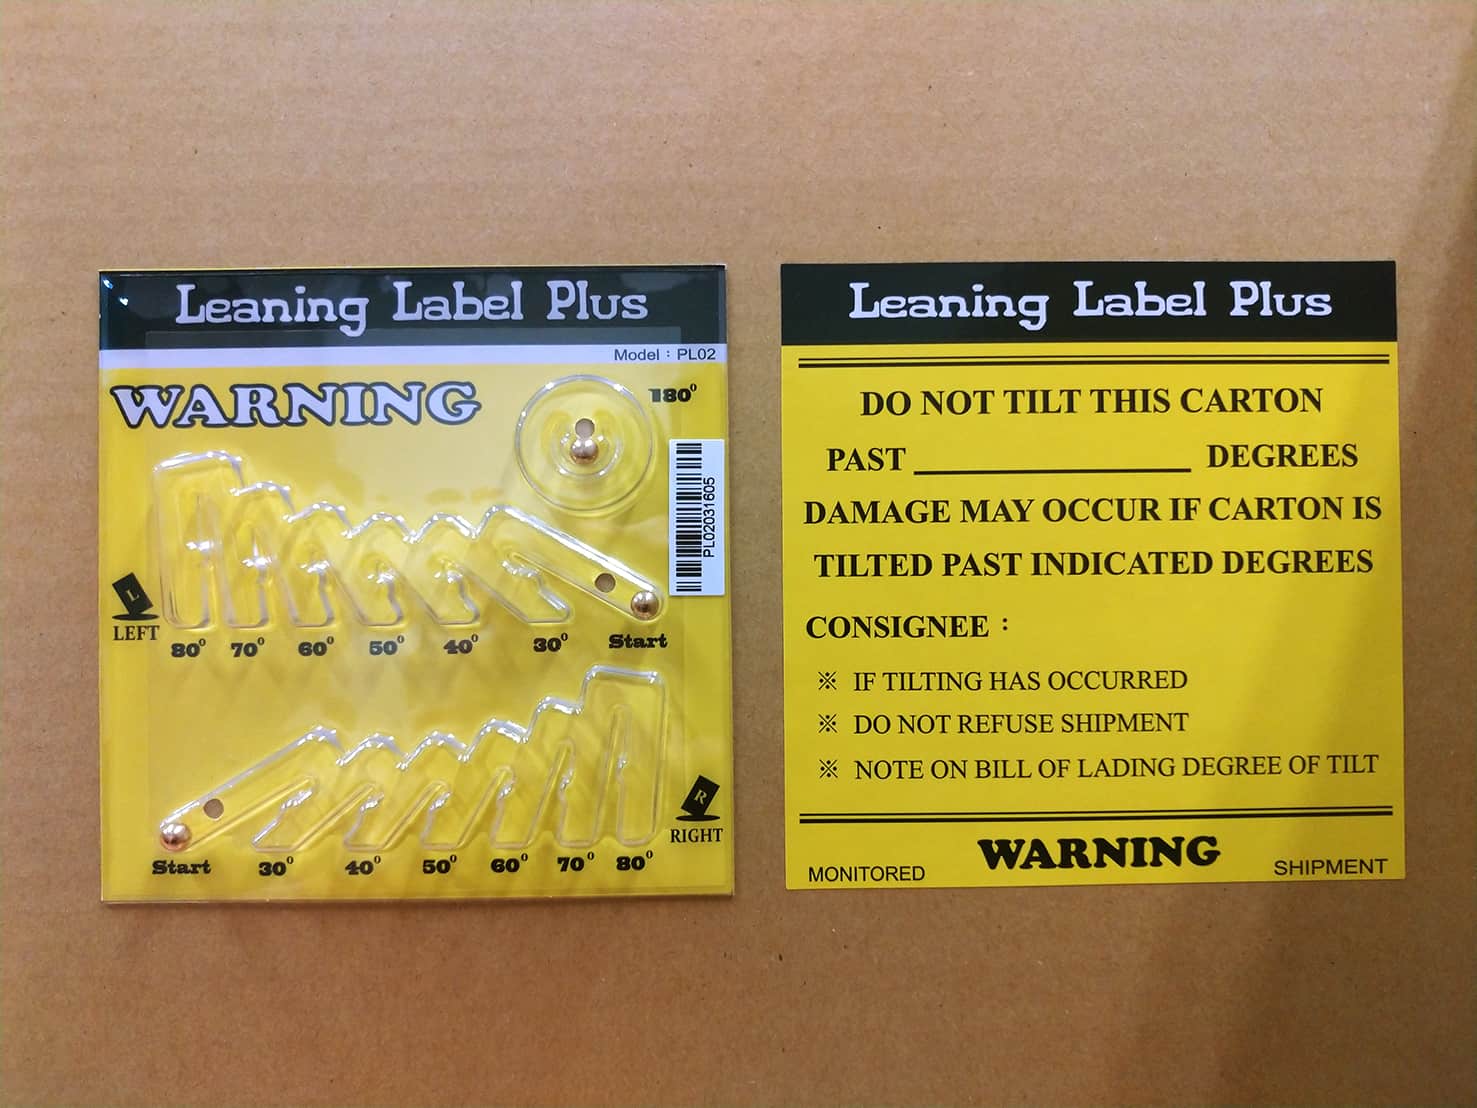 Leaning Label Plus
Model : PL02
WARNING
180°
PL02031605
L
LEFT
80° 70° 60° 50° 40° 30° Start
R
RIGHT
Start 30° 40° 50° 60° 70° 80°
Leaning Label Plus
DO NOT TILT THIS CARTON
PAST ____________ DEGREES
DAMAGE MAY OCCUR IF CARTON IS
TILTED PAST INDICATED DEGREES
CONSIGNEE :
※ IF TILTING HAS OCCURRED
※ DO NOT REFUSE SHIPMENT
※ NOTE ON BILL OF LADING DEGREE OF TILT
MONITORED WARNING SHIPMENT